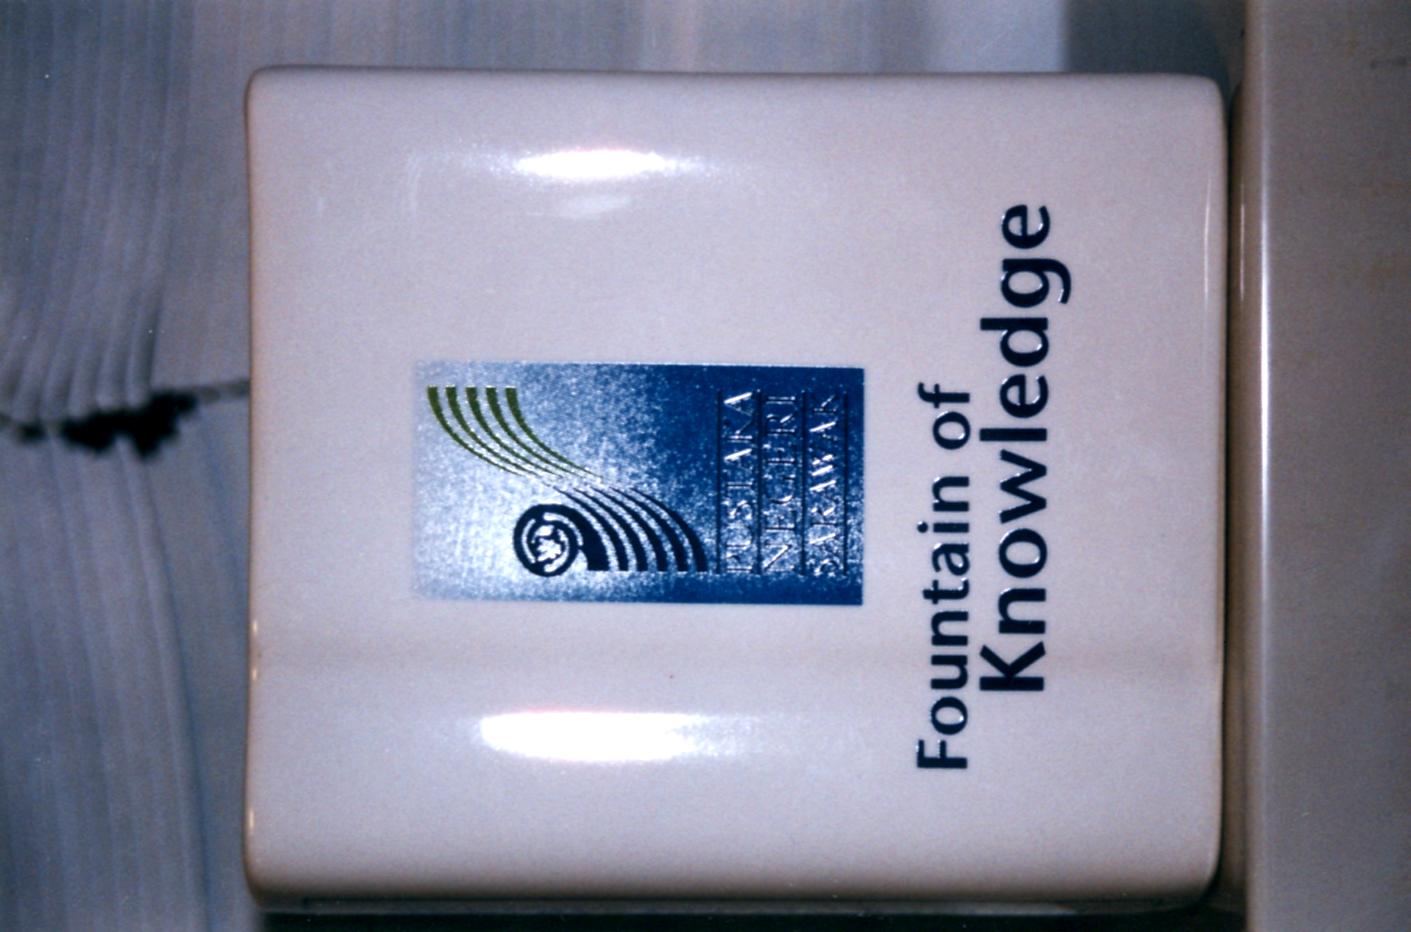 PUSTAKA
NEGERI
SARAWAK
Fountain of
Knowledge